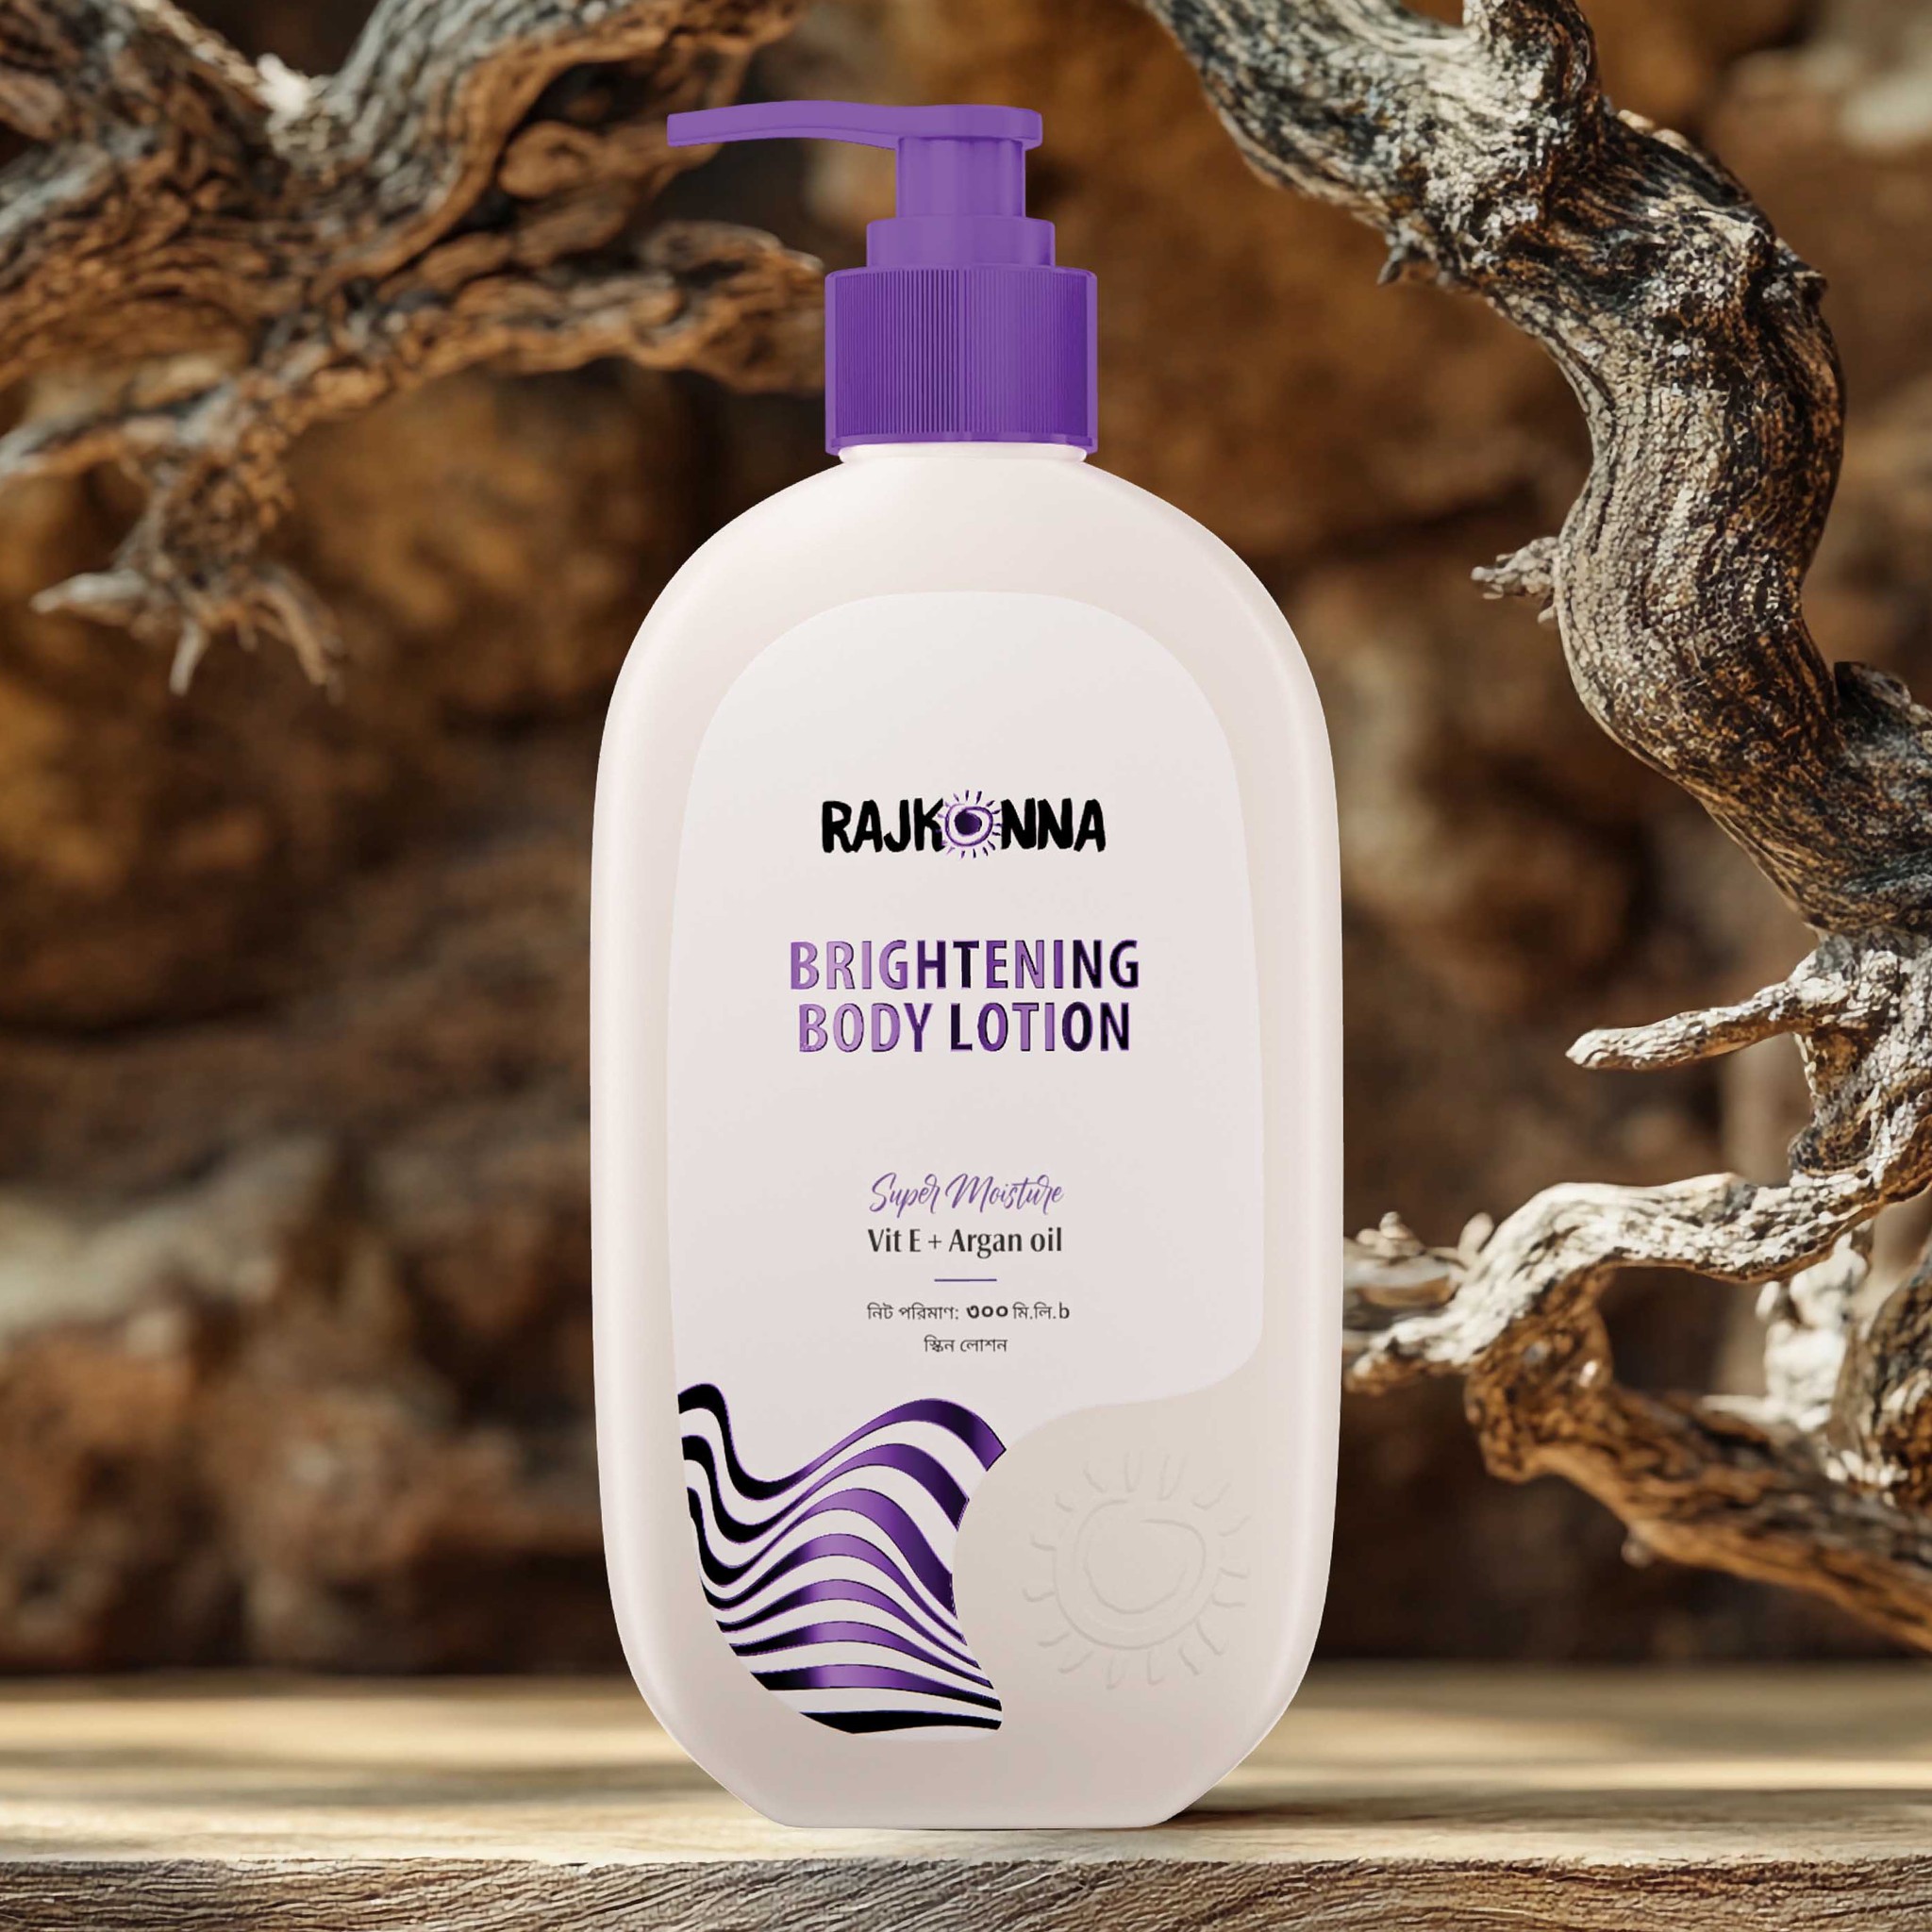 RAJKONNA
BRIGHTENING
BODY LOTION
Super Moisture
Vit E + Argan oil
নিট পরিমাণ: ৩০০ মি.লি.b
স্কিন লোশন